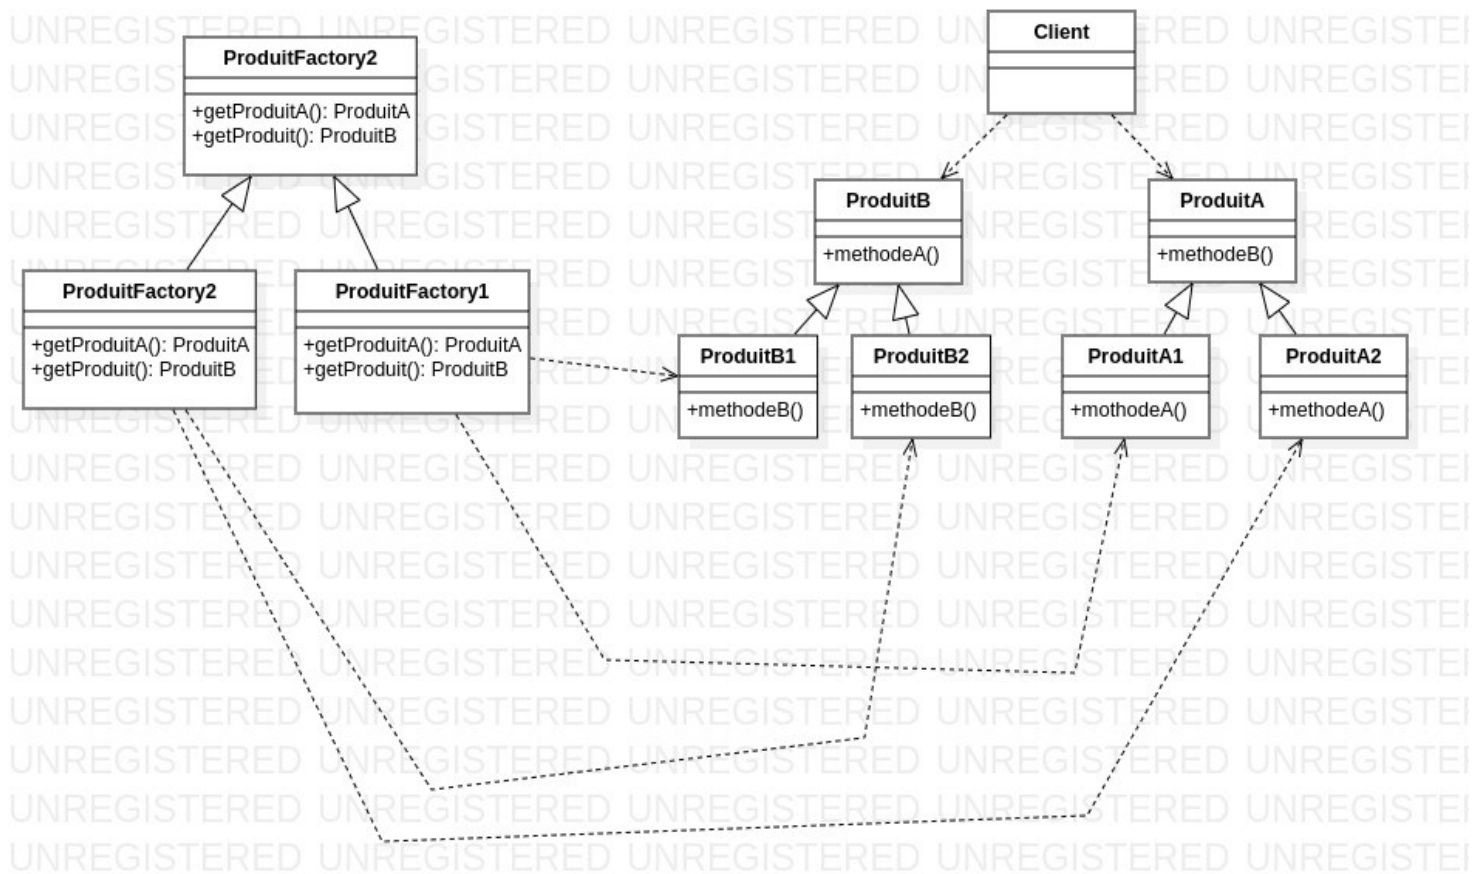 Client
ProduitFactory2
+getProduitA(): ProduitA
+getProduit(): ProduitB
ProduitB
+methodeA()
ProduitA
+methodeB()
ProduitFactory2
+getProduitA(): ProduitA
+getProduit(): ProduitB
ProduitFactory1
+getProduitA(): ProduitA
+getProduit(): ProduitB
ProduitB1
+methodeB()
ProduitB2
+methodeB()
ProduitA1
+mothodeA()
ProduitA2
+methodeA()
UNREGISTERED